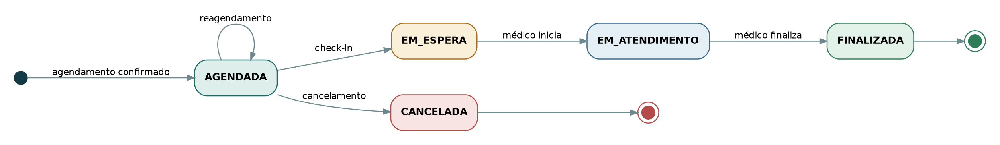 reagendamento
agendamento confirmado
AGENDADA
check-in
cancelamento
EM_ESPERA
CANCELADA
médico inicia
EM_ATENDIMENTO
médico finaliza
FINALIZADA